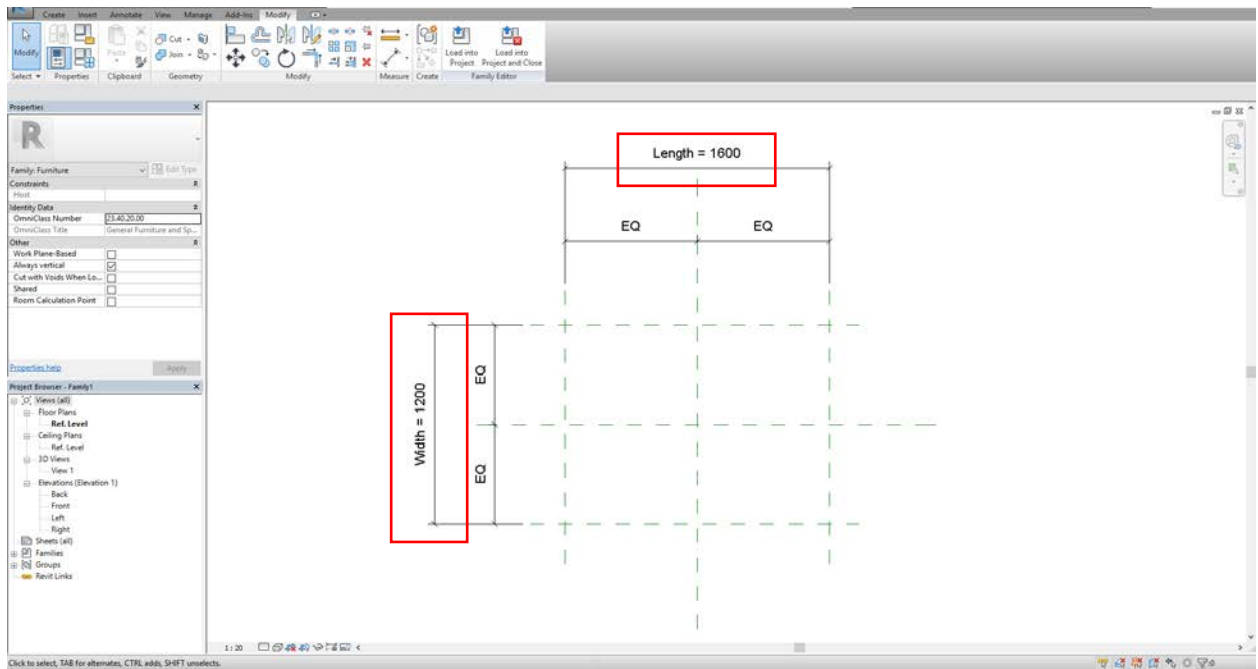 Create Insert Annotate View Manage Add-Ins Modify
Modify
Paste
Cut
Join
Load into Project
Load into Project and Close
Select Properties Clipboard Geometry Modify Measure Create Family Editor
Properties
R
Family: Furniture
Edit Type
Constraints
Host
Identity Data
OmniClass Number 23.40.20.00
OmniClass Title General Furniture and Sp...
Other
Work Plane-Based
Always vertical
Cut with Voids When Lo...
Shared
Room Calculation Point
Properties help
Apply
Project Browser - Family1
Views (all)
Floor Plans
Ref. Level
Ceiling Plans
Ref. Level
3D Views
View 1
Elevations (Elevation 1)
Back
Front
Left
Right
Sheets (all)
Families
Groups
Revit Links
Length = 1600
EQ EQ
Width = 1200
EQ
EQ
1 : 20
Click to select, TAB for alternates, CTRL adds, SHIFT unselects.
:0